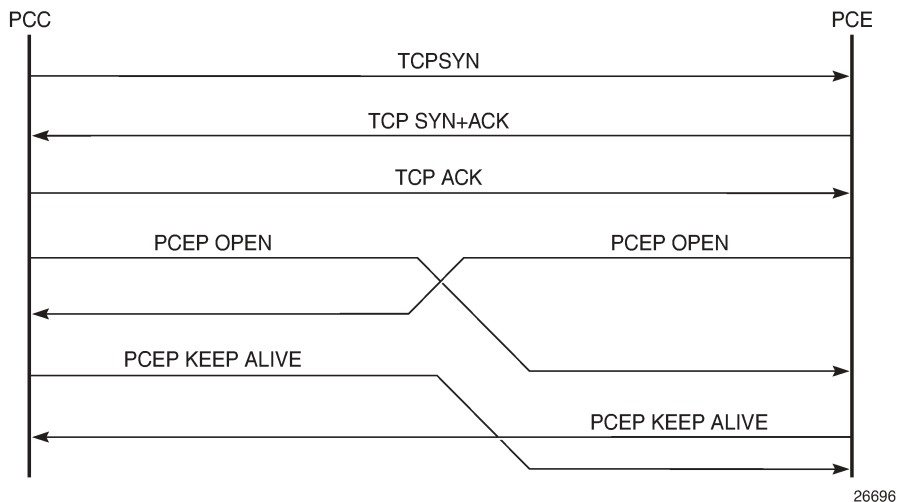 PCC
PCE
TCPSYN
TCP SYN+ACK
TCP ACK
PCEP OPEN
PCEP OPEN
PCEP KEEP ALIVE
PCEP KEEP ALIVE
26696